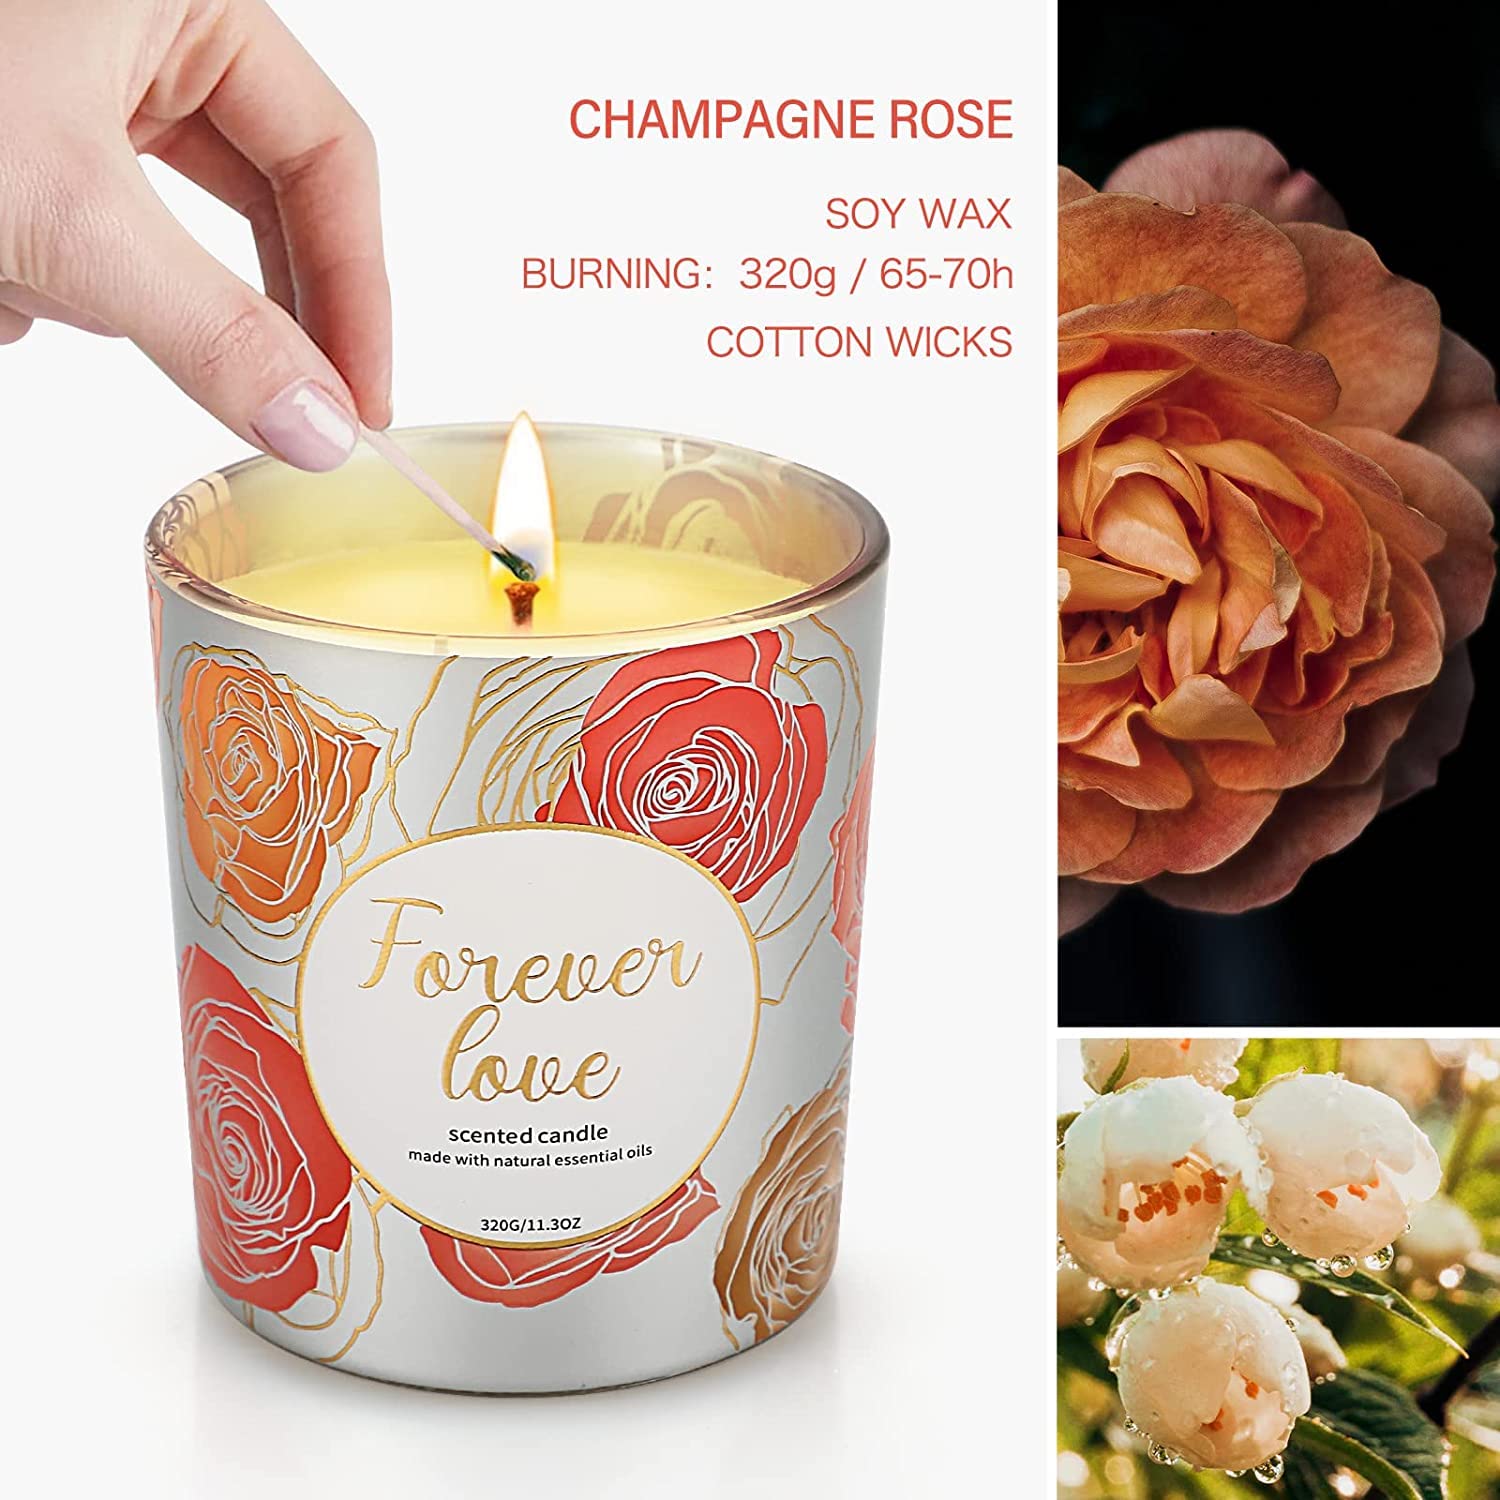 CHAMPAGNE ROSE
SOY WAX
BURNING: 320g / 65-70h
COTTON WICKS
Forever
love
scented candle
made with natural essential oils
320G/11.3OZ